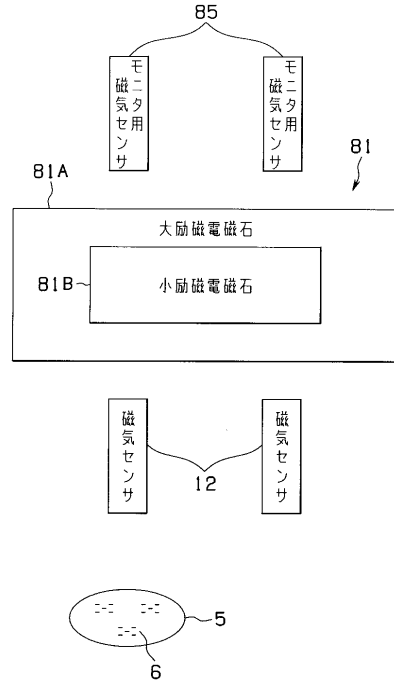 85
モニタ用
磁気センサ
モニタ用
磁気センサ
81
81A
大励磁電磁石
81B
小励磁電磁石
磁気センサ
磁気センサ
12
5
6